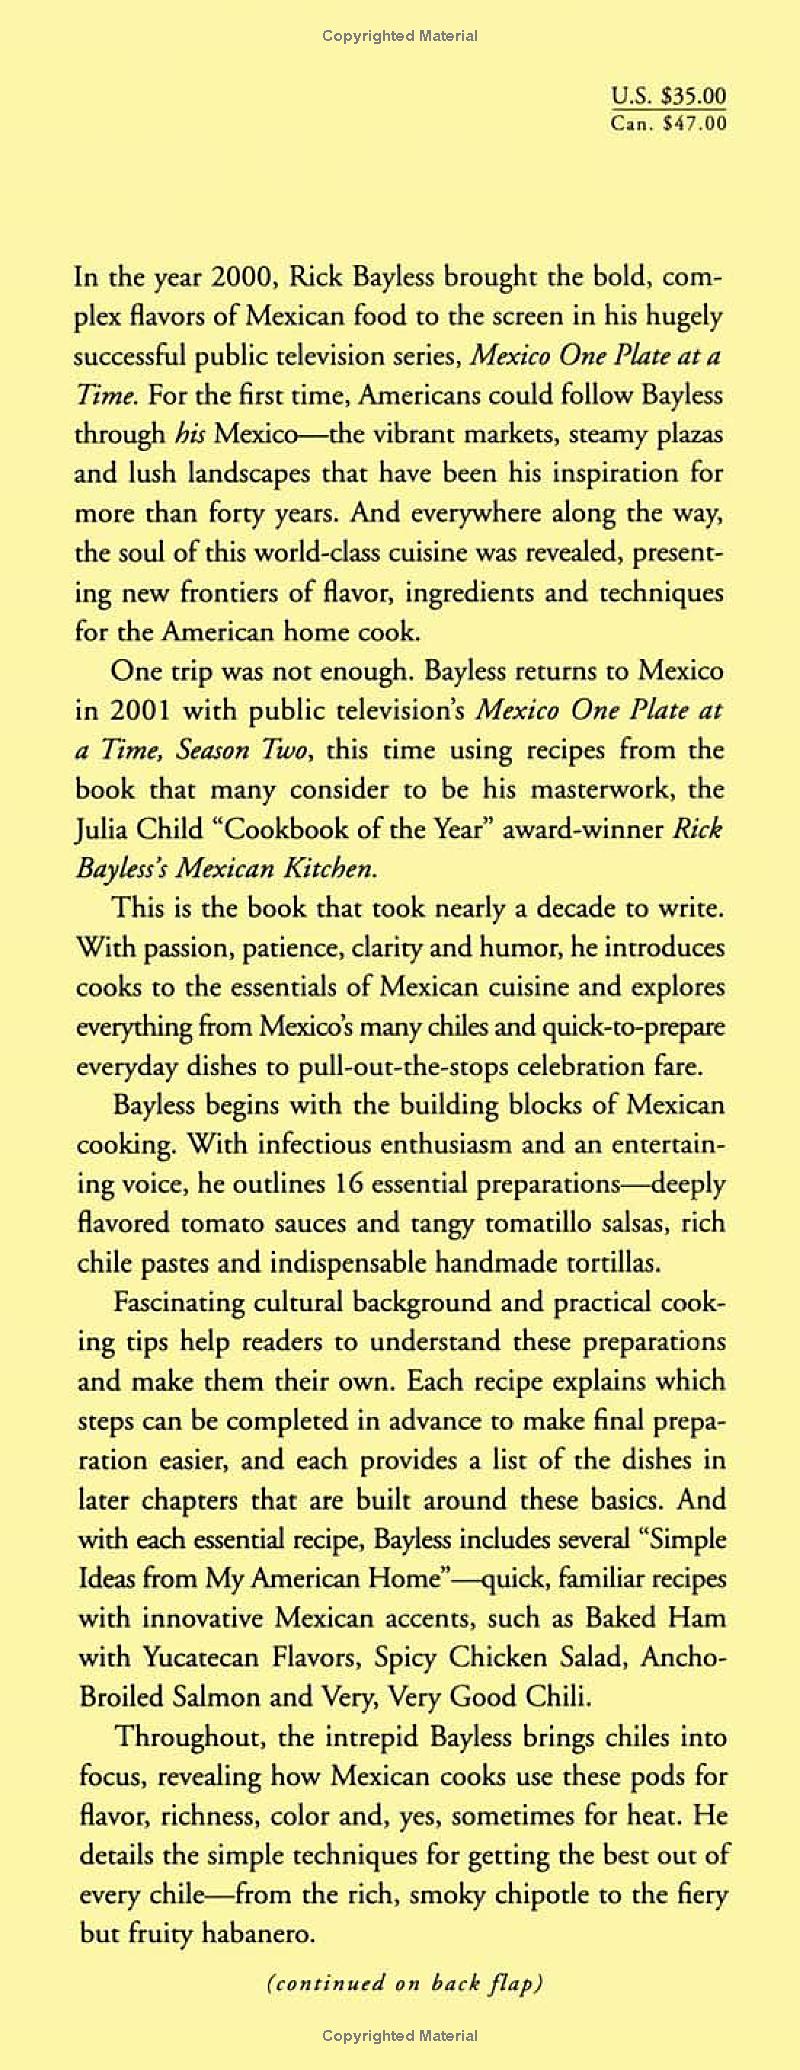 Copyrighted Material
U.S. $35.00
Can. $47.00
In the year 2000, Rick Bayless brought the bold, com-
plex flavors of Mexican food to the screen in his hugely
successful public television series, Mexico One Plate at a
Time. For the first time, Americans could follow Bayless
through his Mexico—the vibrant markets, steamy plazas
and lush landscapes that have been his inspiration for
more than forty years. And everywhere along the way,
the soul of this world-class cuisine was revealed, present-
ing new frontiers of flavor, ingredients and techniques
for the American home cook.
One trip was not enough. Bayless returns to Mexico
in 2001 with public television's Mexico One Plate at
a Time, Season Two, this time using recipes from the
book that many consider to be his masterwork, the
Julia Child “Cookbook of the Year” award-winner Rick
Bayless's Mexican Kitchen.
This is the book that took nearly a decade to write.
With passion, patience, clarity and humor, he introduces
cooks to the essentials of Mexican cuisine and explores
everything from Mexico's many chiles and quick-to-prepare
everyday dishes to pull-out-the-stops celebration fare.
Bayless begins with the building blocks of Mexican
cooking. With infectious enthusiasm and an entertain-
ing voice, he outlines 16 essential preparations—deeply
flavored tomato sauces and tangy tomatillo salsas, rich
chile pastes and indispensable handmade tortillas.
Fascinating cultural background and practical cook-
ing tips help readers to understand these preparations
and make them their own. Each recipe explains which
steps can be completed in advance to make final prepa-
ration easier, and each provides a list of the dishes in
later chapters that are built around these basics. And
with each essential recipe, Bayless includes several “Simple
Ideas from My American Home”—quick, familiar recipes
with innovative Mexican accents, such as Baked Ham
with Yucatecan Flavors, Spicy Chicken Salad, Ancho-
Broiled Salmon and Very, Very Good Chili.
Throughout, the intrepid Bayless brings chiles into
focus, revealing how Mexican cooks use these pods for
flavor, richness, color and, yes, sometimes for heat. He
details the simple techniques for getting the best out of
every chile—from the rich, smoky chipotle to the fiery
but fruity habanero.
(continued on back flap)
Copyrighted Material